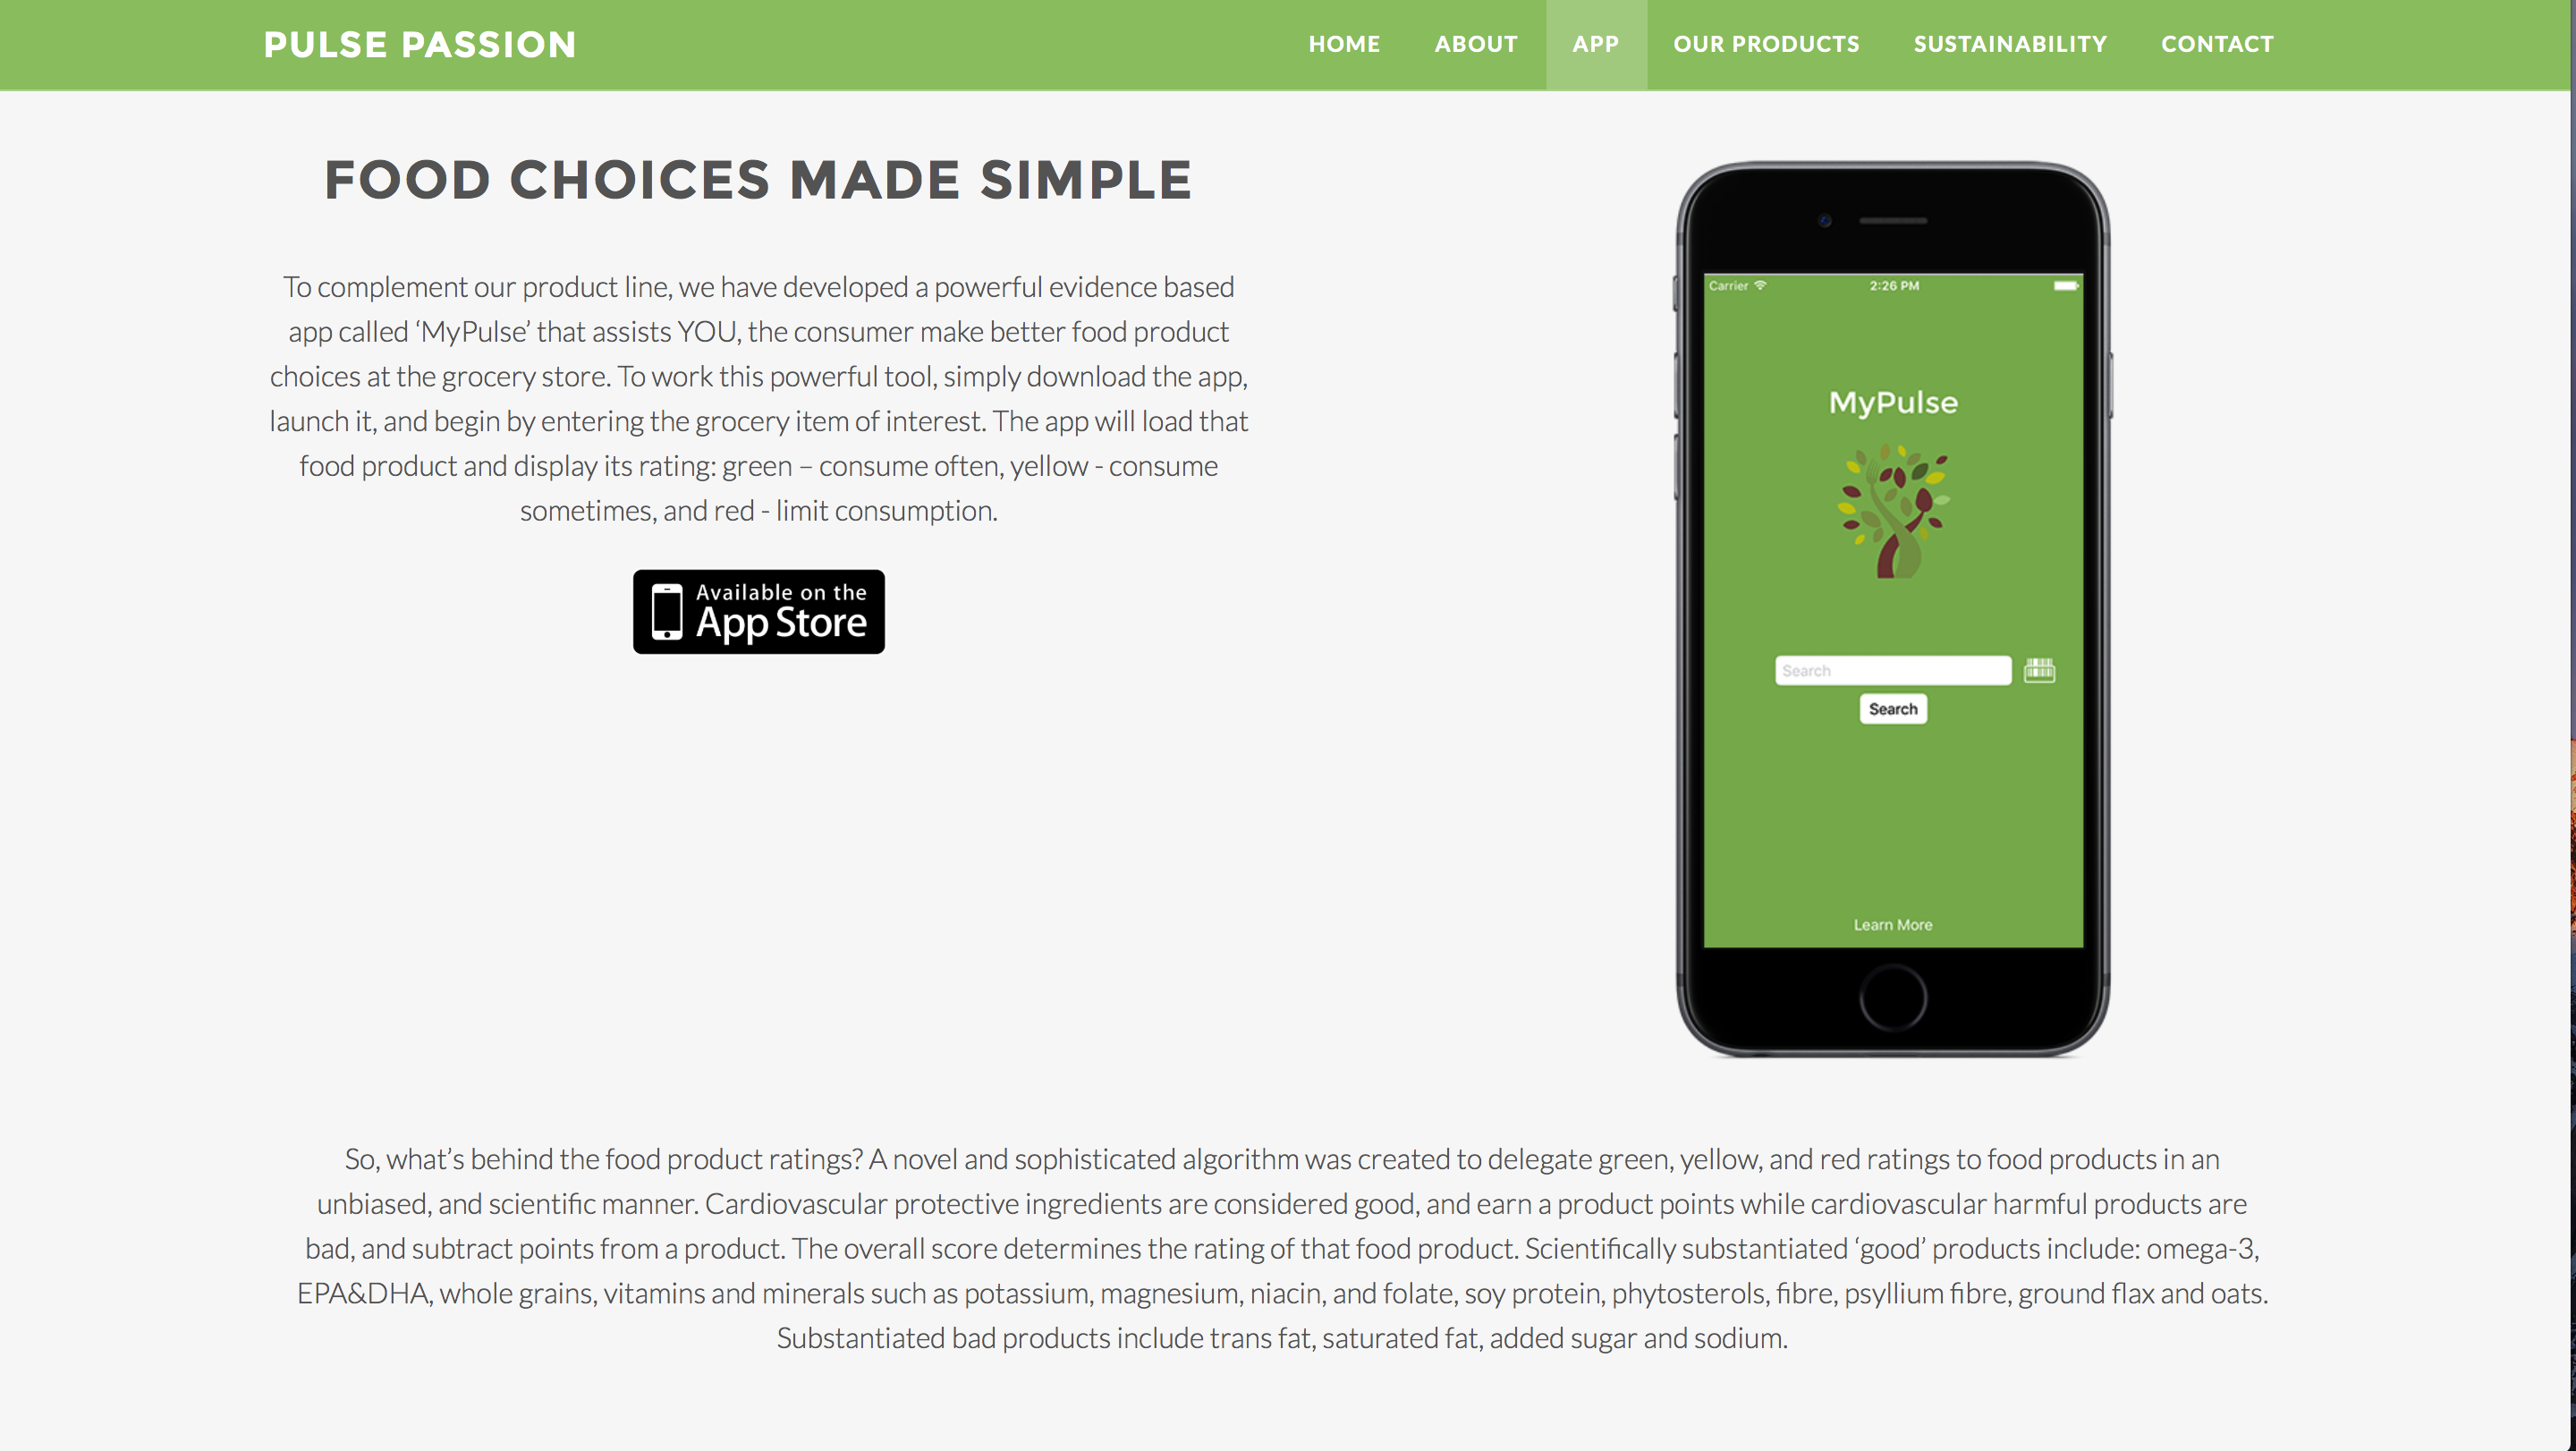 PULSE PASSION
HOME ABOUT APP OUR PRODUCTS SUSTAINABILITY CONTACT
FOOD CHOICES MADE SIMPLE
To complement our product line, we have developed a powerful evidence based
app called ‘MyPulse’ that assists YOU, the consumer make better food product
choices at the grocery store. To work this powerful tool, simply download the app,
launch it, and begin by entering the grocery item of interest. The app will load that
food product and display its rating: green – consume often, yellow - consume
sometimes, and red - limit consumption.
Available on the
App Store
Carrier 2:26 PM
MyPulse
Search
Search
Learn More
So, what’s behind the food product ratings? A novel and sophisticated algorithm was created to delegate green, yellow, and red ratings to food products in an
unbiased, and scientific manner. Cardiovascular protective ingredients are considered good, and earn a product points while cardiovascular harmful products are
bad, and subtract points from a product. The overall score determines the rating of that food product. Scientifically substantiated ‘good’ products include: omega-3,
EPA&DHA, whole grains, vitamins and minerals such as potassium, magnesium, niacin, and folate, soy protein, phytosterols, fibre, psyllium fibre, ground flax and oats.
Substantiated bad products include trans fat, saturated fat, added sugar and sodium.